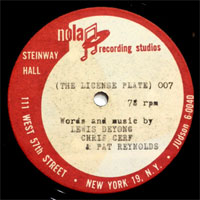 nola
recording studios
STEINWAY
HALL
(THE LICENSE PLATE) 007
78 rpm
Words and music by
LEWIS DEYONG
CHRIS CERF
& PAT REYNOLDS
111 WEST 57th STREET • NEW YORK 19, N.Y. • JUdson 6-0040